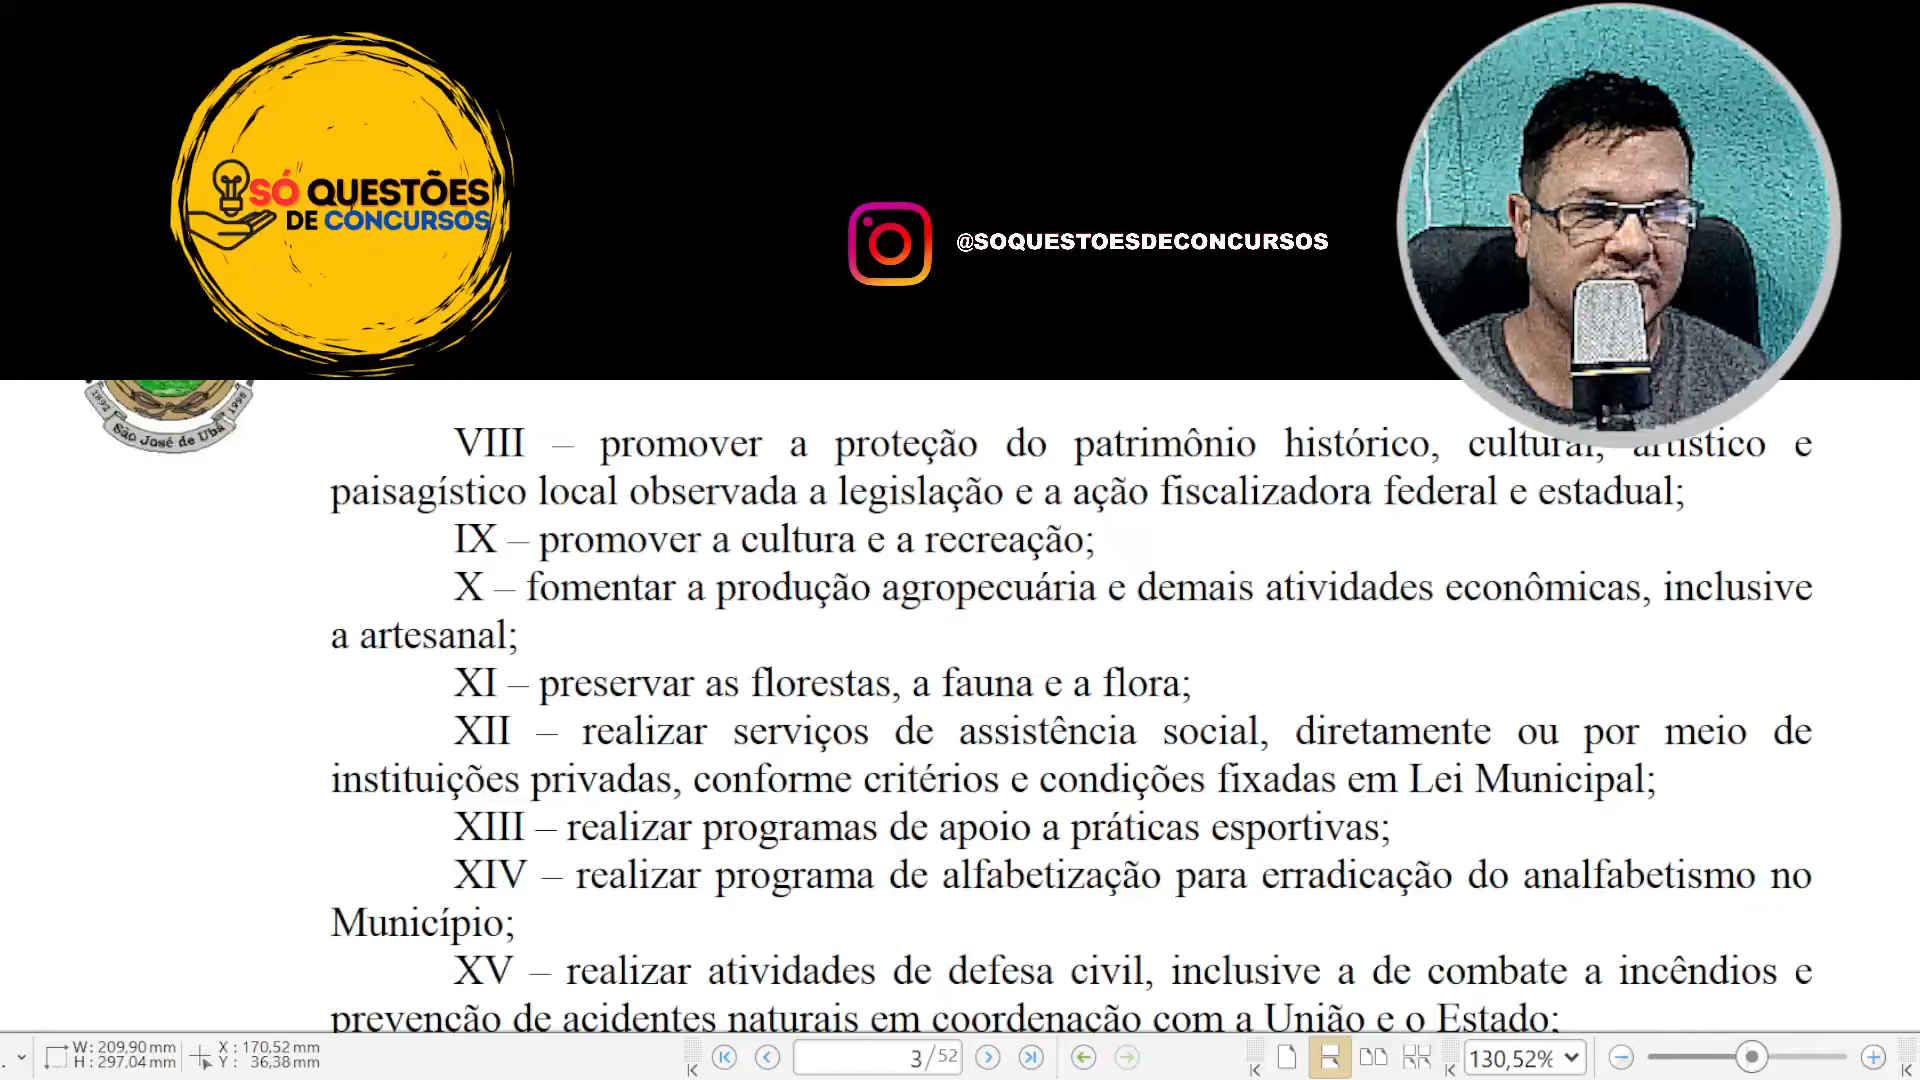 SÓ QUESTÕES
DE CONCURSOS
@SOQUESTOESDECONCURSOS
1892 1998
São José de Ubá
VIII – promover a proteção do patrimônio histórico, cultural, artístico e
paisagístico local observada a legislação e a ação fiscalizadora federal e estadual;
IX – promover a cultura e a recreação;
X – fomentar a produção agropecuária e demais atividades econômicas, inclusive
a artesanal;
XI – preservar as florestas, a fauna e a flora;
XII – realizar serviços de assistência social, diretamente ou por meio de
instituições privadas, conforme critérios e condições fixadas em Lei Municipal;
XIII – realizar programas de apoio a práticas esportivas;
XIV – realizar programa de alfabetização para erradicação do analfabetismo no
Município;
XV – realizar atividades de defesa civil, inclusive a de combate a incêndios e
prevenção de acidentes naturais em coordenação com a União e o Estado;
W: 209,90 mm X : 170,52 mm
H: 297,04 mm Y : 36,38 mm
3/52
130,52%